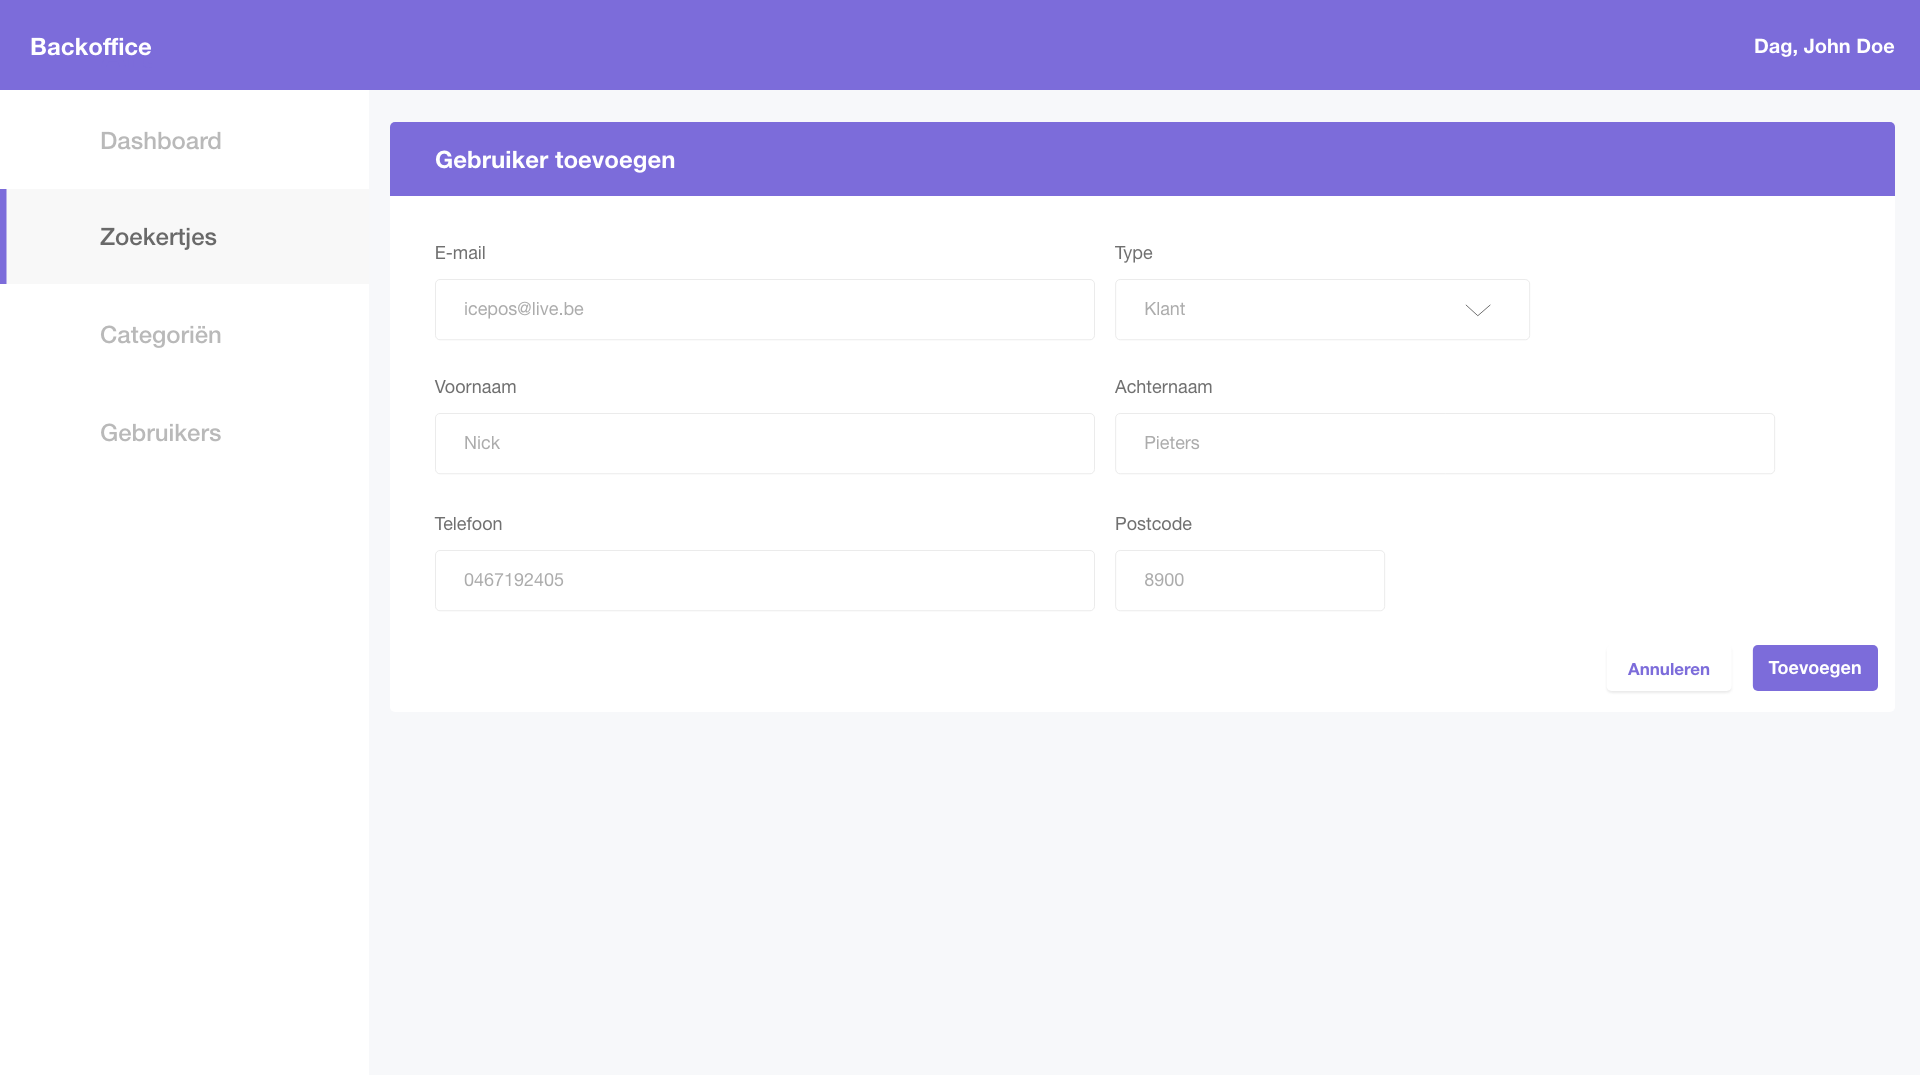 Backoffice
Dag, John Doe
Dashboard
Zoekertjes
Categoriën
Gebruikers
Gebruiker toevoegen
E-mail
Type
icepos@live.be
Klant
Voornaam
Achternaam
Nick
Pieters
Telefoon
Postcode
0467192405
8900
Annuleren
Toevoegen